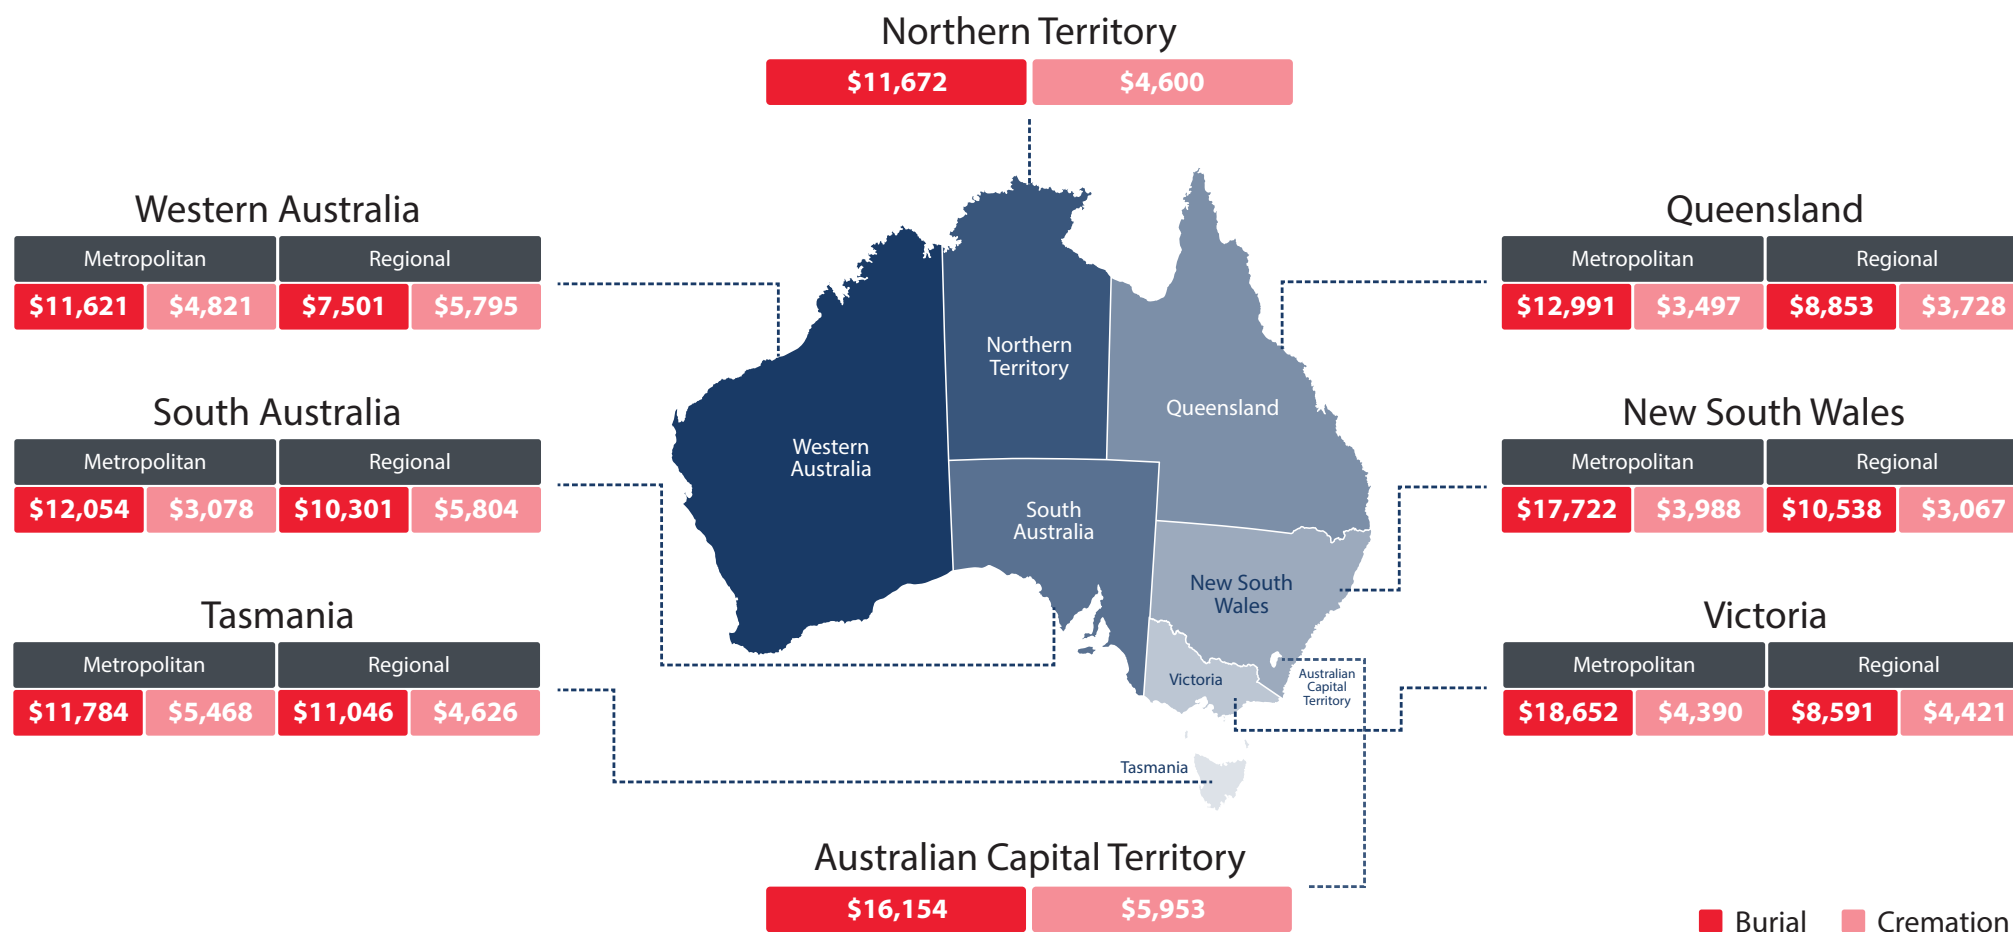 Northern Territory
$11,672 $4,600
Western Australia
Metropolitan Regional
$11,621 $4,821 $7,501 $5,795
South Australia
Metropolitan Regional
$12,054 $3,078 $10,301 $5,804
Tasmania
Metropolitan Regional
$11,784 $5,468 $11,046 $4,626
Northern
Territory
Queensland
Western
Australia
South
Australia
New South
Wales
Victoria
Australian
Capital
Territory
Tasmania
Queensland
Metropolitan Regional
$12,991 $3,497 $8,853 $3,728
New South Wales
Metropolitan Regional
$17,722 $3,988 $10,538 $3,067
Victoria
Metropolitan Regional
$18,652 $4,390 $8,591 $4,421
Australian Capital Territory
$16,154 $5,953
Burial Cremation